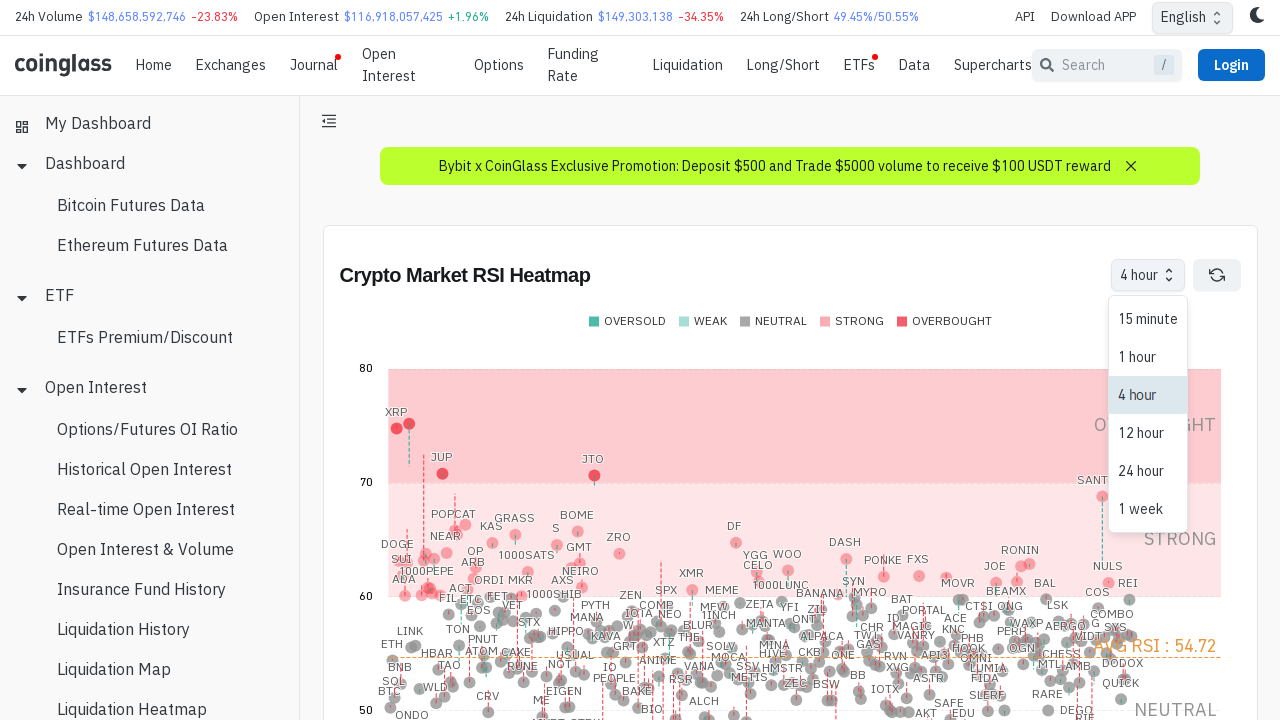 24h Volume $148,658,592,746 -23.83% Open Interest $116,918,057,425 +1.96% 24h Liquidation $149,303,138 -34.35% 24h Long/Short 49.45%/50.55% API Download APP English
coinglass Home Exchanges Journal Open Interest Options Funding Rate Liquidation Long/Short ETFs Data Supercharts Search / Login
My Dashboard
Dashboard
Bitcoin Futures Data
Ethereum Futures Data
ETF
ETFs Premium/Discount
Open Interest
Options/Futures OI Ratio
Historical Open Interest
Real-time Open Interest
Open Interest & Volume
Insurance Fund History
Liquidation History
Liquidation Map
Liquidation Heatmap
Bybit x CoinGlass Exclusive Promotion: Deposit $500 and Trade $5000 volume to receive $100 USDT reward
Crypto Market RSI Heatmap
4 hour
15 minute
1 hour
4 hour
12 hour
24 hour
1 week
OVERSOLD WEAK NEUTRAL STRONG OVERBOUGHT
80
XRP
JUP
JTO
70
STRONG
POPCAT
KAS
GRASS
S
BOME
ZRO
DF
DASH
RONIN
DOGE
NEAR
SUI
OP
ARB
1000SATS
GMT
YGG
WOO
CELO
PONKE
FXS
JOE
NULS
ADA
1000PEPE
ORDI
MKR
AXS
NEIRO
XMR
1000LUNC
SYN
MOVR
BAL
REI
60
ACT
1000SHIB
ZEN
MEME
BANANA
MYRO
BEAMX
COS
FIL
ETC
EOS
VET
PYTH
COMP
MFW
ZETA
YFI
ZIL
BAT
PORTAL
CT$I
ONG
LSK
COMBO
LINK
TON
STX
HIPPO
MANA
NEO
1INCH
BLUR
MANTA
ONT
CHR
MAGIC
ACE
KNC
PERP
AERGO
SYS
AVG RSI : 54.72
ETH
HBAR
PNUT
ATOM
CAKE
USUAL
KAVA
GRT
XTZ
THE
SOLV
MINA
ALPACA
GAS
VANRY
PHB
OGN
CHESS
BNB
TAO
RUNE
NOT
IO
ANIME
VANA
MOCA
CKB
ONE
RVN
XVG
API3
OMNI
LUMIA
MTL
AMB
DODOX
SOL
BTC
WLD
CRV
EIGEN
PEOPLE
BAKE
RSR
SSV
METIS
HMSTR
ZEC
BSW
BB
IOTX
ASTR
FIDA
SLERF
RARE
QUICK
ONDO
ME
BIO
ALCH
SAFE
AKT
EDU
DEGO
50
NEUTRAL